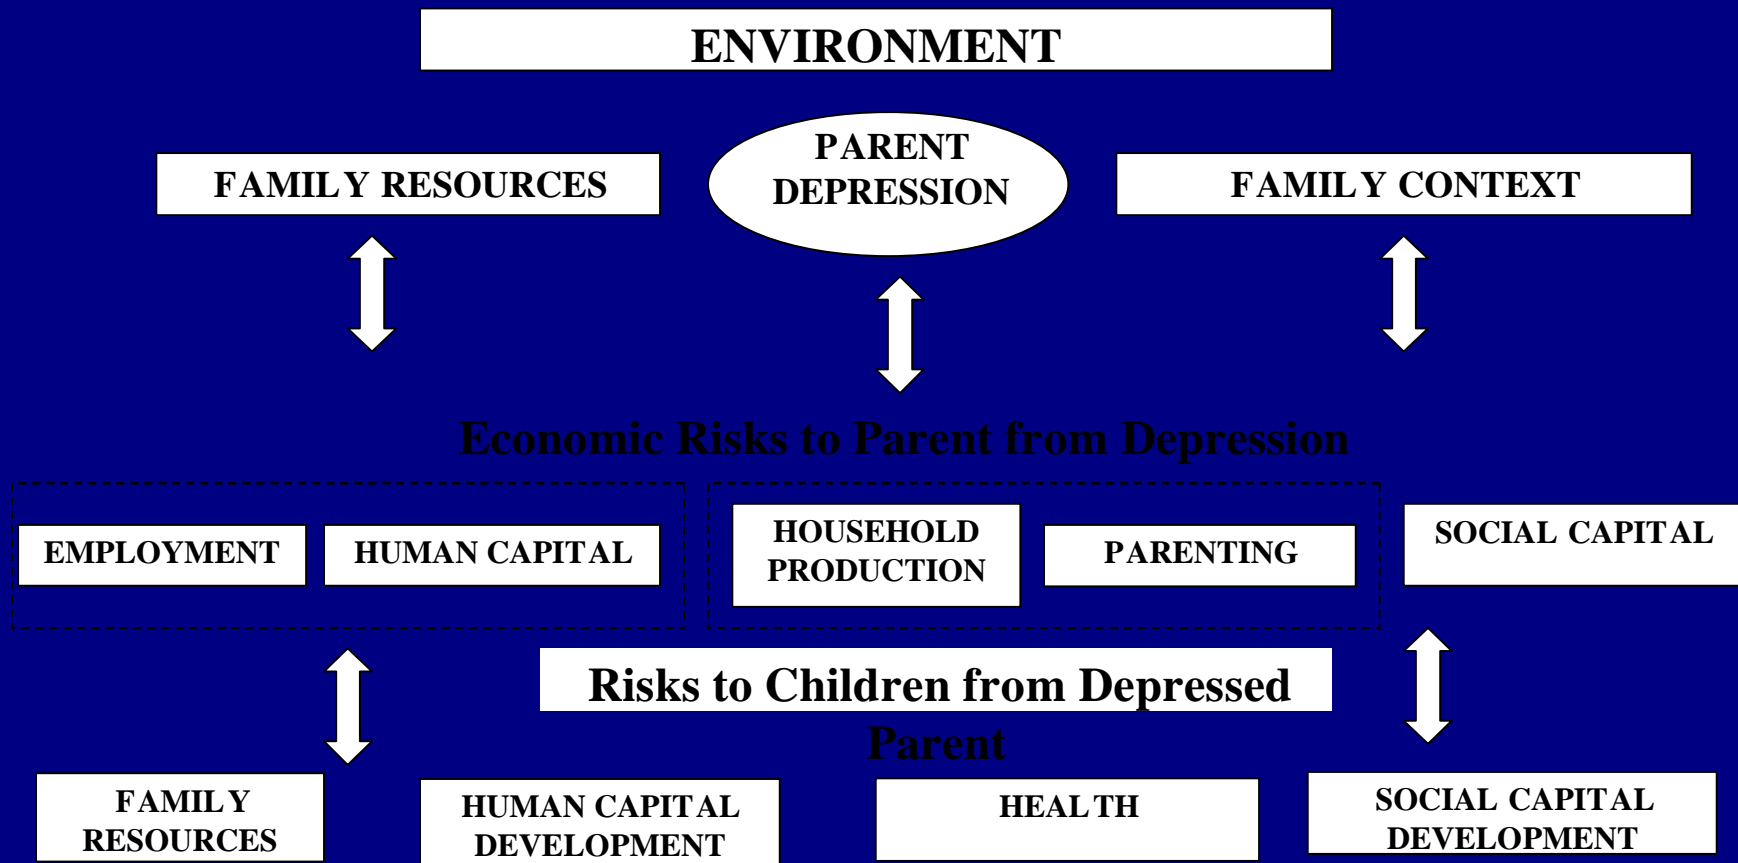 ENVIRONMENT
PARENT
DEPRESSION
FAMILY RESOURCES
FAMILY CONTEXT
Economic Risks to Parent from Depression
EMPLOYMENT
HUMAN CAPITAL
HOUSEHOLD
PRODUCTION
PARENTING
SOCIAL CAPITAL
Risks to Children from Depressed
Parent
FAMILY
RESOURCES
HUMAN CAPITAL
DEVELOPMENT
HEALTH
SOCIAL CAPITAL
DEVELOPMENT